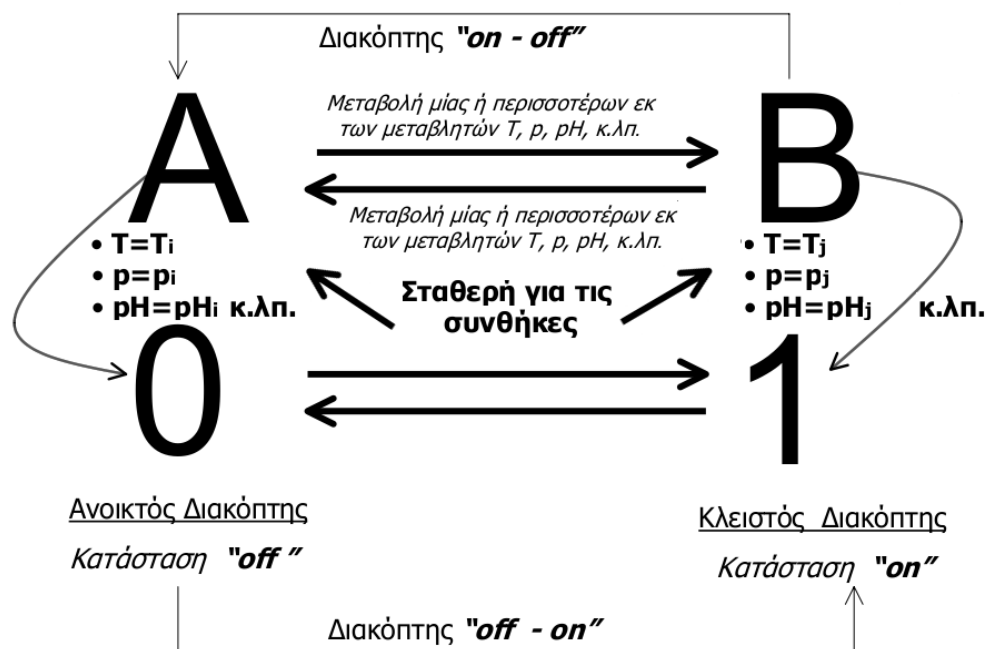 Διακόπτης “on - off”
A
Μεταβολή μίας ή περισσοτέρων εκ
των μεταβλητών T, p, pH, κ.λπ.
B
Μεταβολή μίας ή περισσοτέρων εκ
των μεταβλητών T, p, pH, κ.λπ.
• T=Ti
• p=pi
• pH=pHi κ.λπ.
Σταθερή για τις
συνθήκες
• T=Tj
• p=pj
• pH=pHj κ.λπ.
0
1
Ανοικτός Διακόπτης
Κατάσταση “off”
Κλειστός Διακόπτης
Κατάσταση “on”
Διακόπτης “off - on”